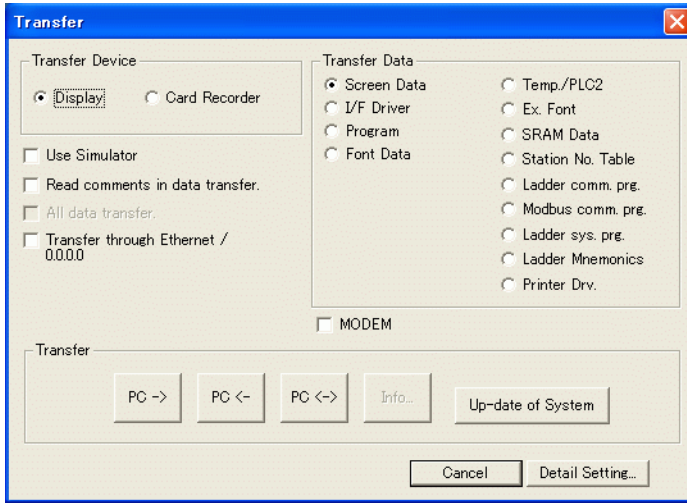 Transfer
Transfer Device
Display
Card Recorder
Use Simulator
Read comments in data transfer.
All data transfer.
Transfer through Ethernet /
0.0.0.0
Transfer Data
Screen Data
I/F Driver
Program
Font Data
Temp./PLC2
Ex. Font
SRAM Data
Station No. Table
Ladder comm. prg.
Modbus comm. prg.
Ladder sys. prg.
Ladder Mnemonics
Printer Drv.
MODEM
Transfer
PC ->
PC <-
PC <->
Info...
Up-date of System
Cancel
Detail Setting...